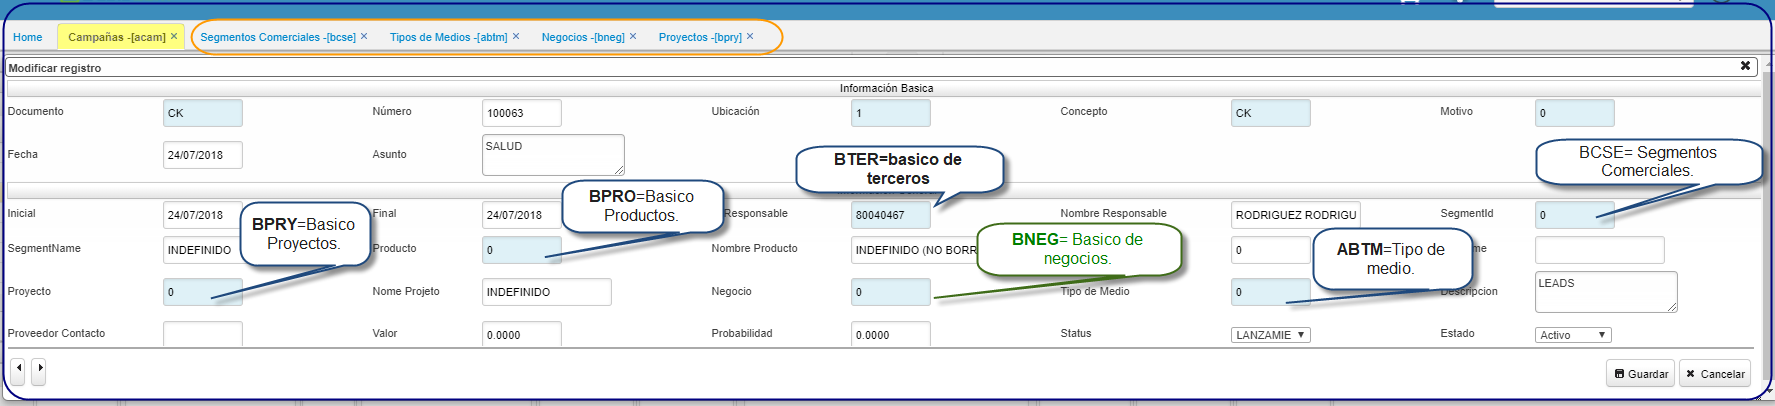 Home
Campañas -[acam] ×
Segmentos Comerciales -[bcse] ×
Tipos de Medios -[abtm] ×
Negocios -[bneg] ×
Proyectos -[bpry] ×
Modificar registro
Información Basica
Documento CK Número 100063 Ubicación 1 Concepto CK Motivo 0
Fecha 24/07/2018 Asunto SALUD
BTER=basico de
terceros
BCSE= Segmentos
Comerciales.
BPRO=Basico
Productos.
BPRY=Basico
Proyectos.
Inicial 24/07/2018 Final 24/07/2018 Responsable 80040467 Nombre Responsable RODRIGUEZ RODRIGU SegmentId 0
BNEG= Basico de
negocios.
ABTM=Tipo de
medio.
SegmentName INDEFINIDO Producto 0 Nombre Producto INDEFINIDO (NO BORR 0
Proyecto 0 Nome Projeto INDEFINIDO Negocio 0 Tipo de Medio 0 Descripcion LEADS
Proveedor Contacto Valor 0.0000 Probabilidad 0.0000 Status LANZAMIE Estado Activo
Guardar Cancelar